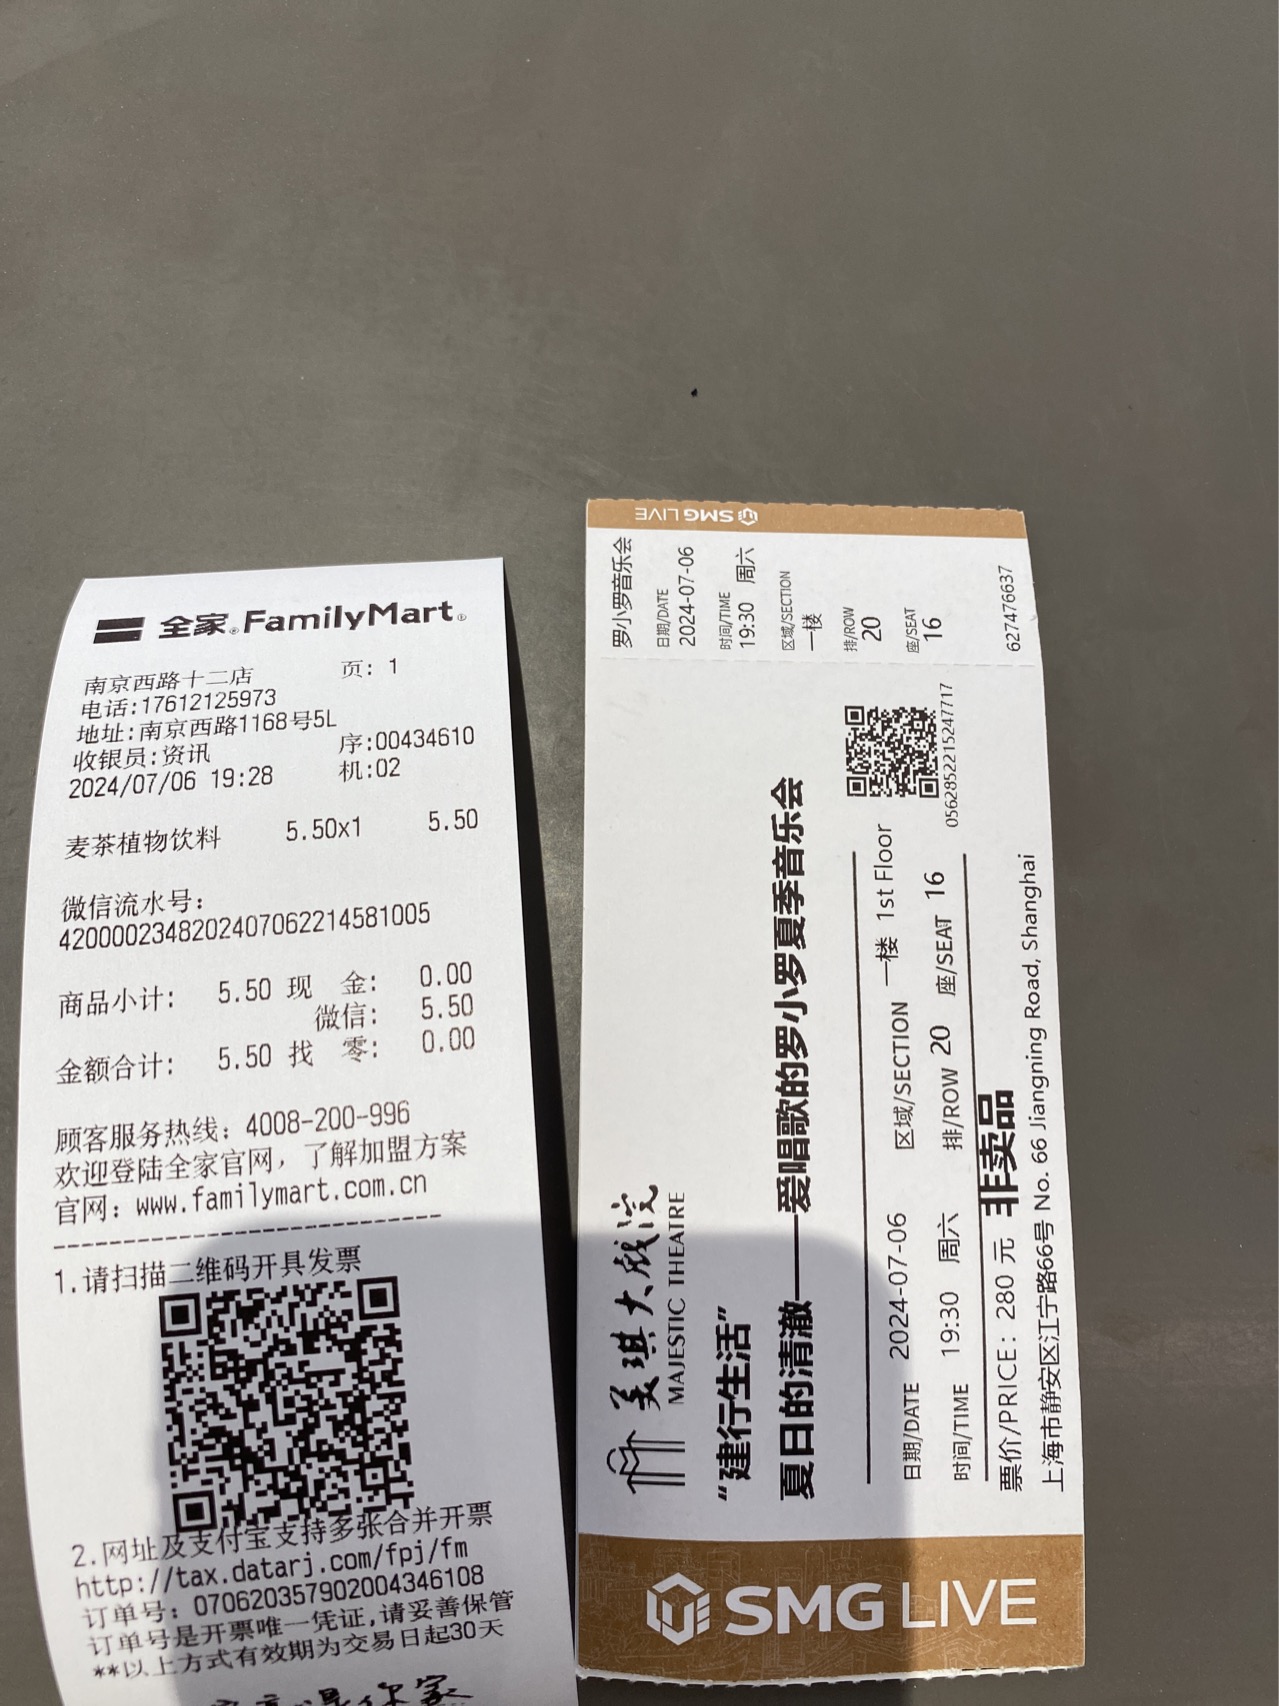 全家 FamilyMart
南京西路十二店 页: 1
电话:17612125973
地址:南京西路1168号5L
收银员:资讯 序:00434610
2024/07/06 19:28 机:02
麦茶植物饮料 5.50x1 5.50
微信流水号:
4200002348202407062214581005
商品小计: 5.50 现 金: 0.00
微信: 5.50
金额合计: 5.50 找 零: 0.00
顾客服务热线: 4008-200-996
欢迎登陆全家官网, 了解加盟方案
官网: www.familymart.com.cn
1.请扫描二维码开具发票
2.网址及支付宝支持多张合并开票
http://tax.datarj.com/fpj/fm
订单号: 070620357902004346108
订单号是开票唯一凭证,请妥善保管
**以上方式有效期为交易日起30天
SMG LIVE
罗小罗音乐会
日期/DATE
2024-07-06
时间/TIME
19:30 周六
区域/SECTION
一楼
排/ROW
20
座/SEAT
16
627476637
美琪大戏院
MAJESTIC THEATRE
“建行生活”
夏日的清澈——爱唱歌的罗小罗夏季音乐会
日期/DATE 2024-07-06 区域/SECTION 一楼 1st Floor
时间/TIME 19:30 周六 排/ROW 20 座/SEAT 16
0562852215247717
票价/PRICE: 280 元 非卖品
上海市静安区江宁路66号 No. 66 Jiangning Road, Shanghai
SMG LIVE